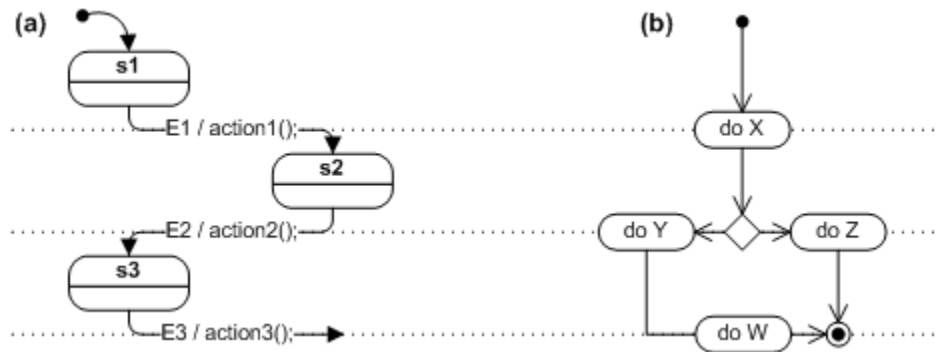 (a)
s1
E1 / action1();
s2
E2 / action2();
s3
E3 / action3();
(b)
do X
do Y
do Z
do W